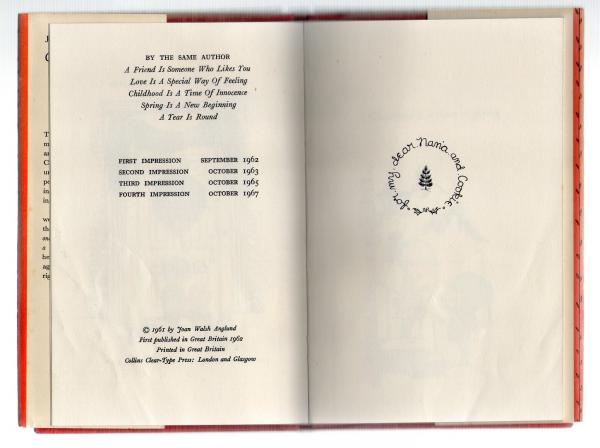 BY THE SAME AUTHOR
A Friend Is Someone Who Likes You
Love Is A Special Way Of Feeling
Childhood Is A Time Of Innocence
Spring Is A New Beginning
A Year Is Round
FIRST IMPRESSION SEPTEMBER 1962
SECOND IMPRESSION OCTOBER 1963
THIRD IMPRESSION OCTOBER 1965
FOURTH IMPRESSION OCTOBER 1967
© 1961 by Joan Walsh Anglund
First published in Great Britain 1962
Printed in Great Britain
Collins Clear-Type Press: London and Glasgow
for my dear Nana and Cookie